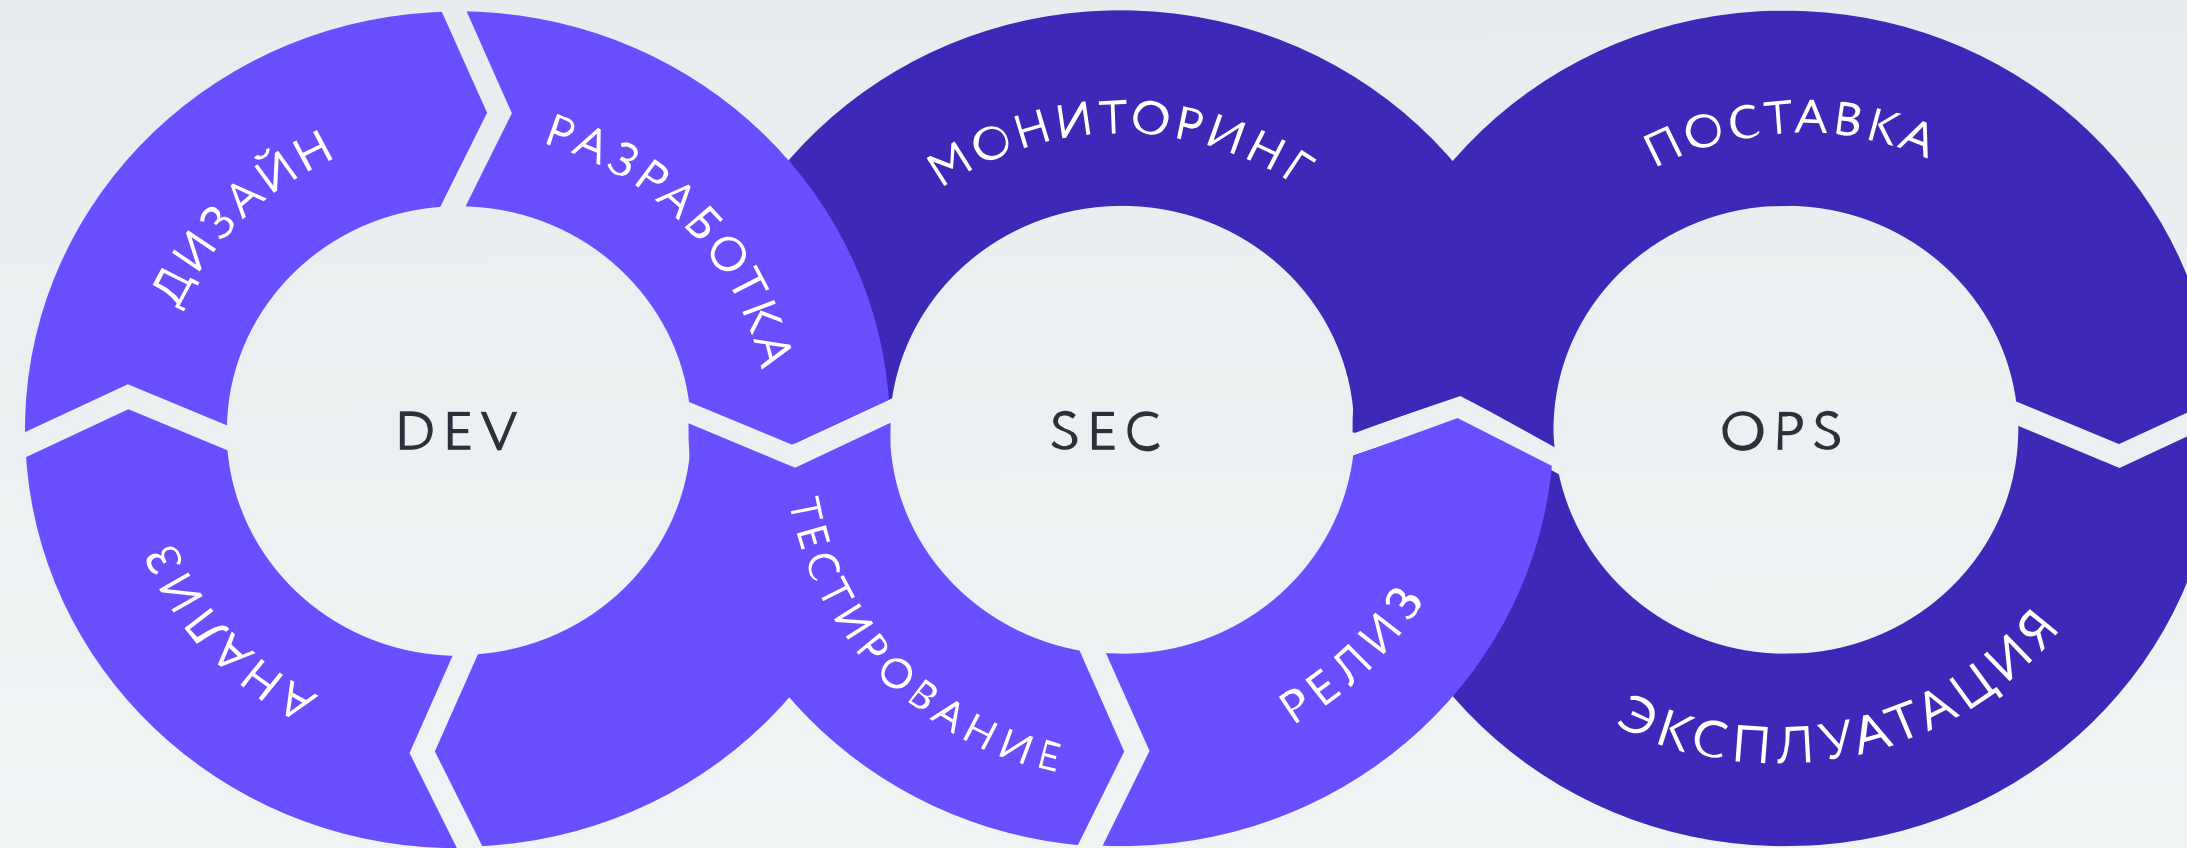 ДИЗАЙН
РАЗРАБОТКА
МОНИТОРИНГ
ПОСТАВКА
DEV
SEC
OPS
АНАЛИЗ
ТЕСТИРОВАНИЕ
РЕЛИЗ
ЭКСПЛУАТАЦИЯ